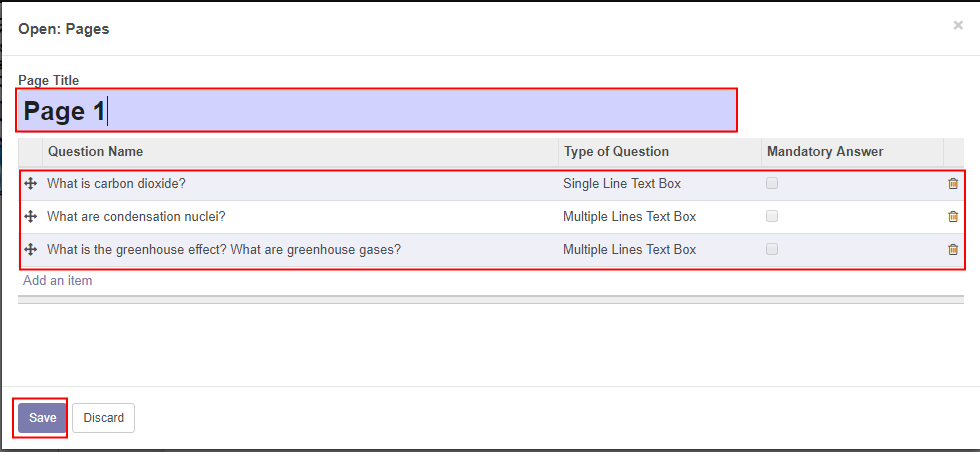 Open: Pages
×
Page Title
Page 1
Question Name Type of Question Mandatory Answer
What is carbon dioxide? Single Line Text Box
What are condensation nuclei? Multiple Lines Text Box
What is the greenhouse effect? What are greenhouse gases? Multiple Lines Text Box
Add an item
Save Discard